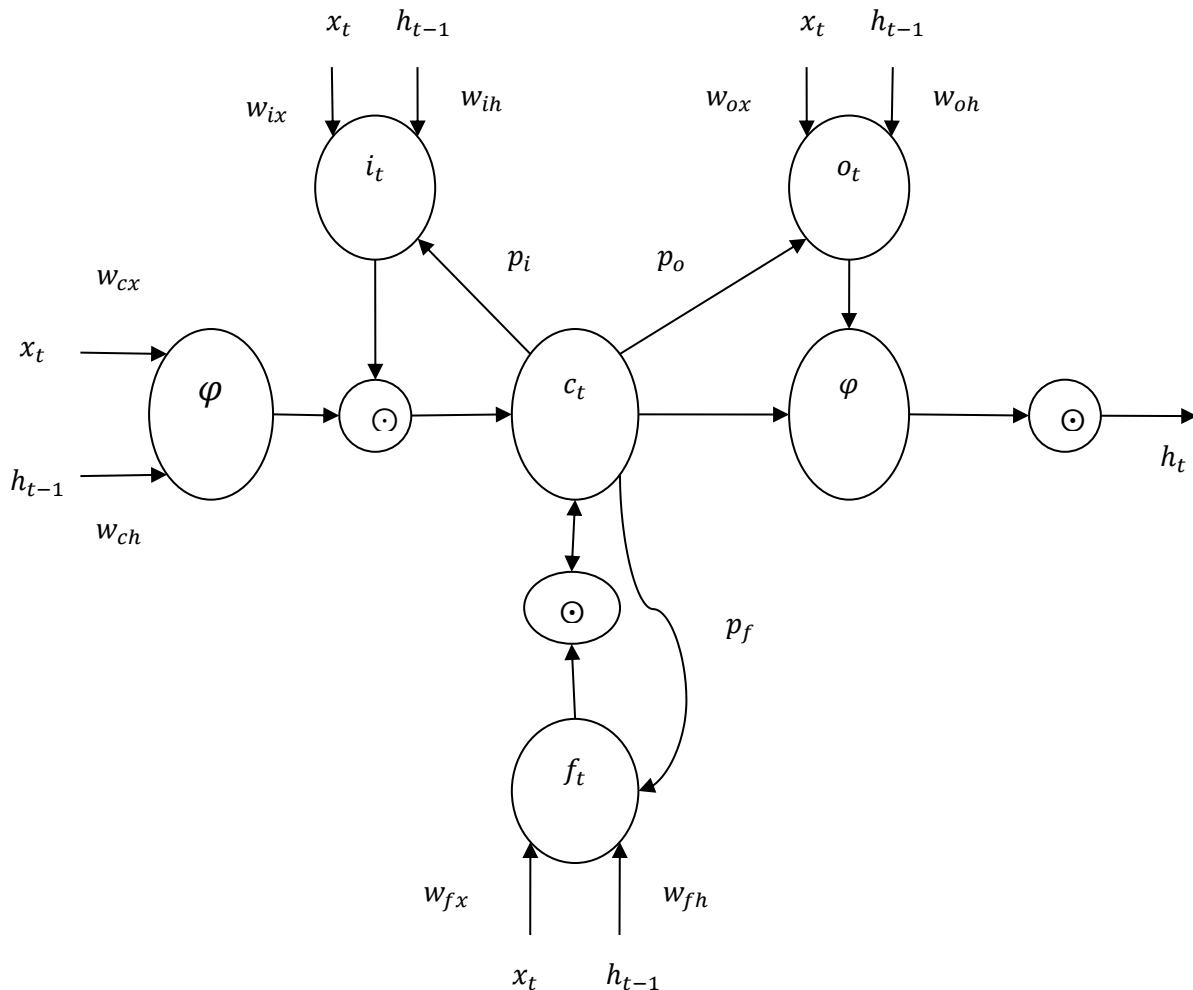 x_t h_{t−1} x_t h_{t−1}
w_{ix} w_{ih} w_{ox} w_{oh}
i_t o_t
p_i p_o
w_{cx}
x_t
φ c_t φ
⊙ ⊙
h_t
h_{t−1}
w_{ch}
⊙
p_f
f_t
w_{fx} w_{fh}
x_t h_{t−1}